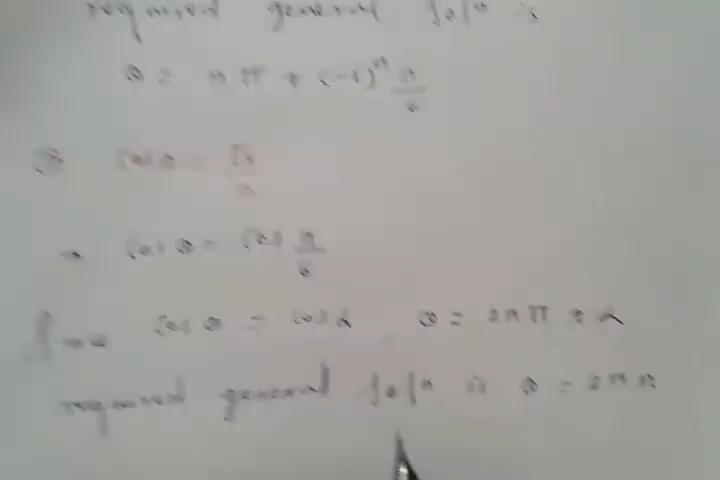 required general Solⁿ is
θ = nπ + (-1)ⁿ π/6
cos θ = √3/2
⇒ cos θ = cos π/6
cos θ = cos α, θ = 2nπ ± α
required general Solⁿ is θ = 2nπ